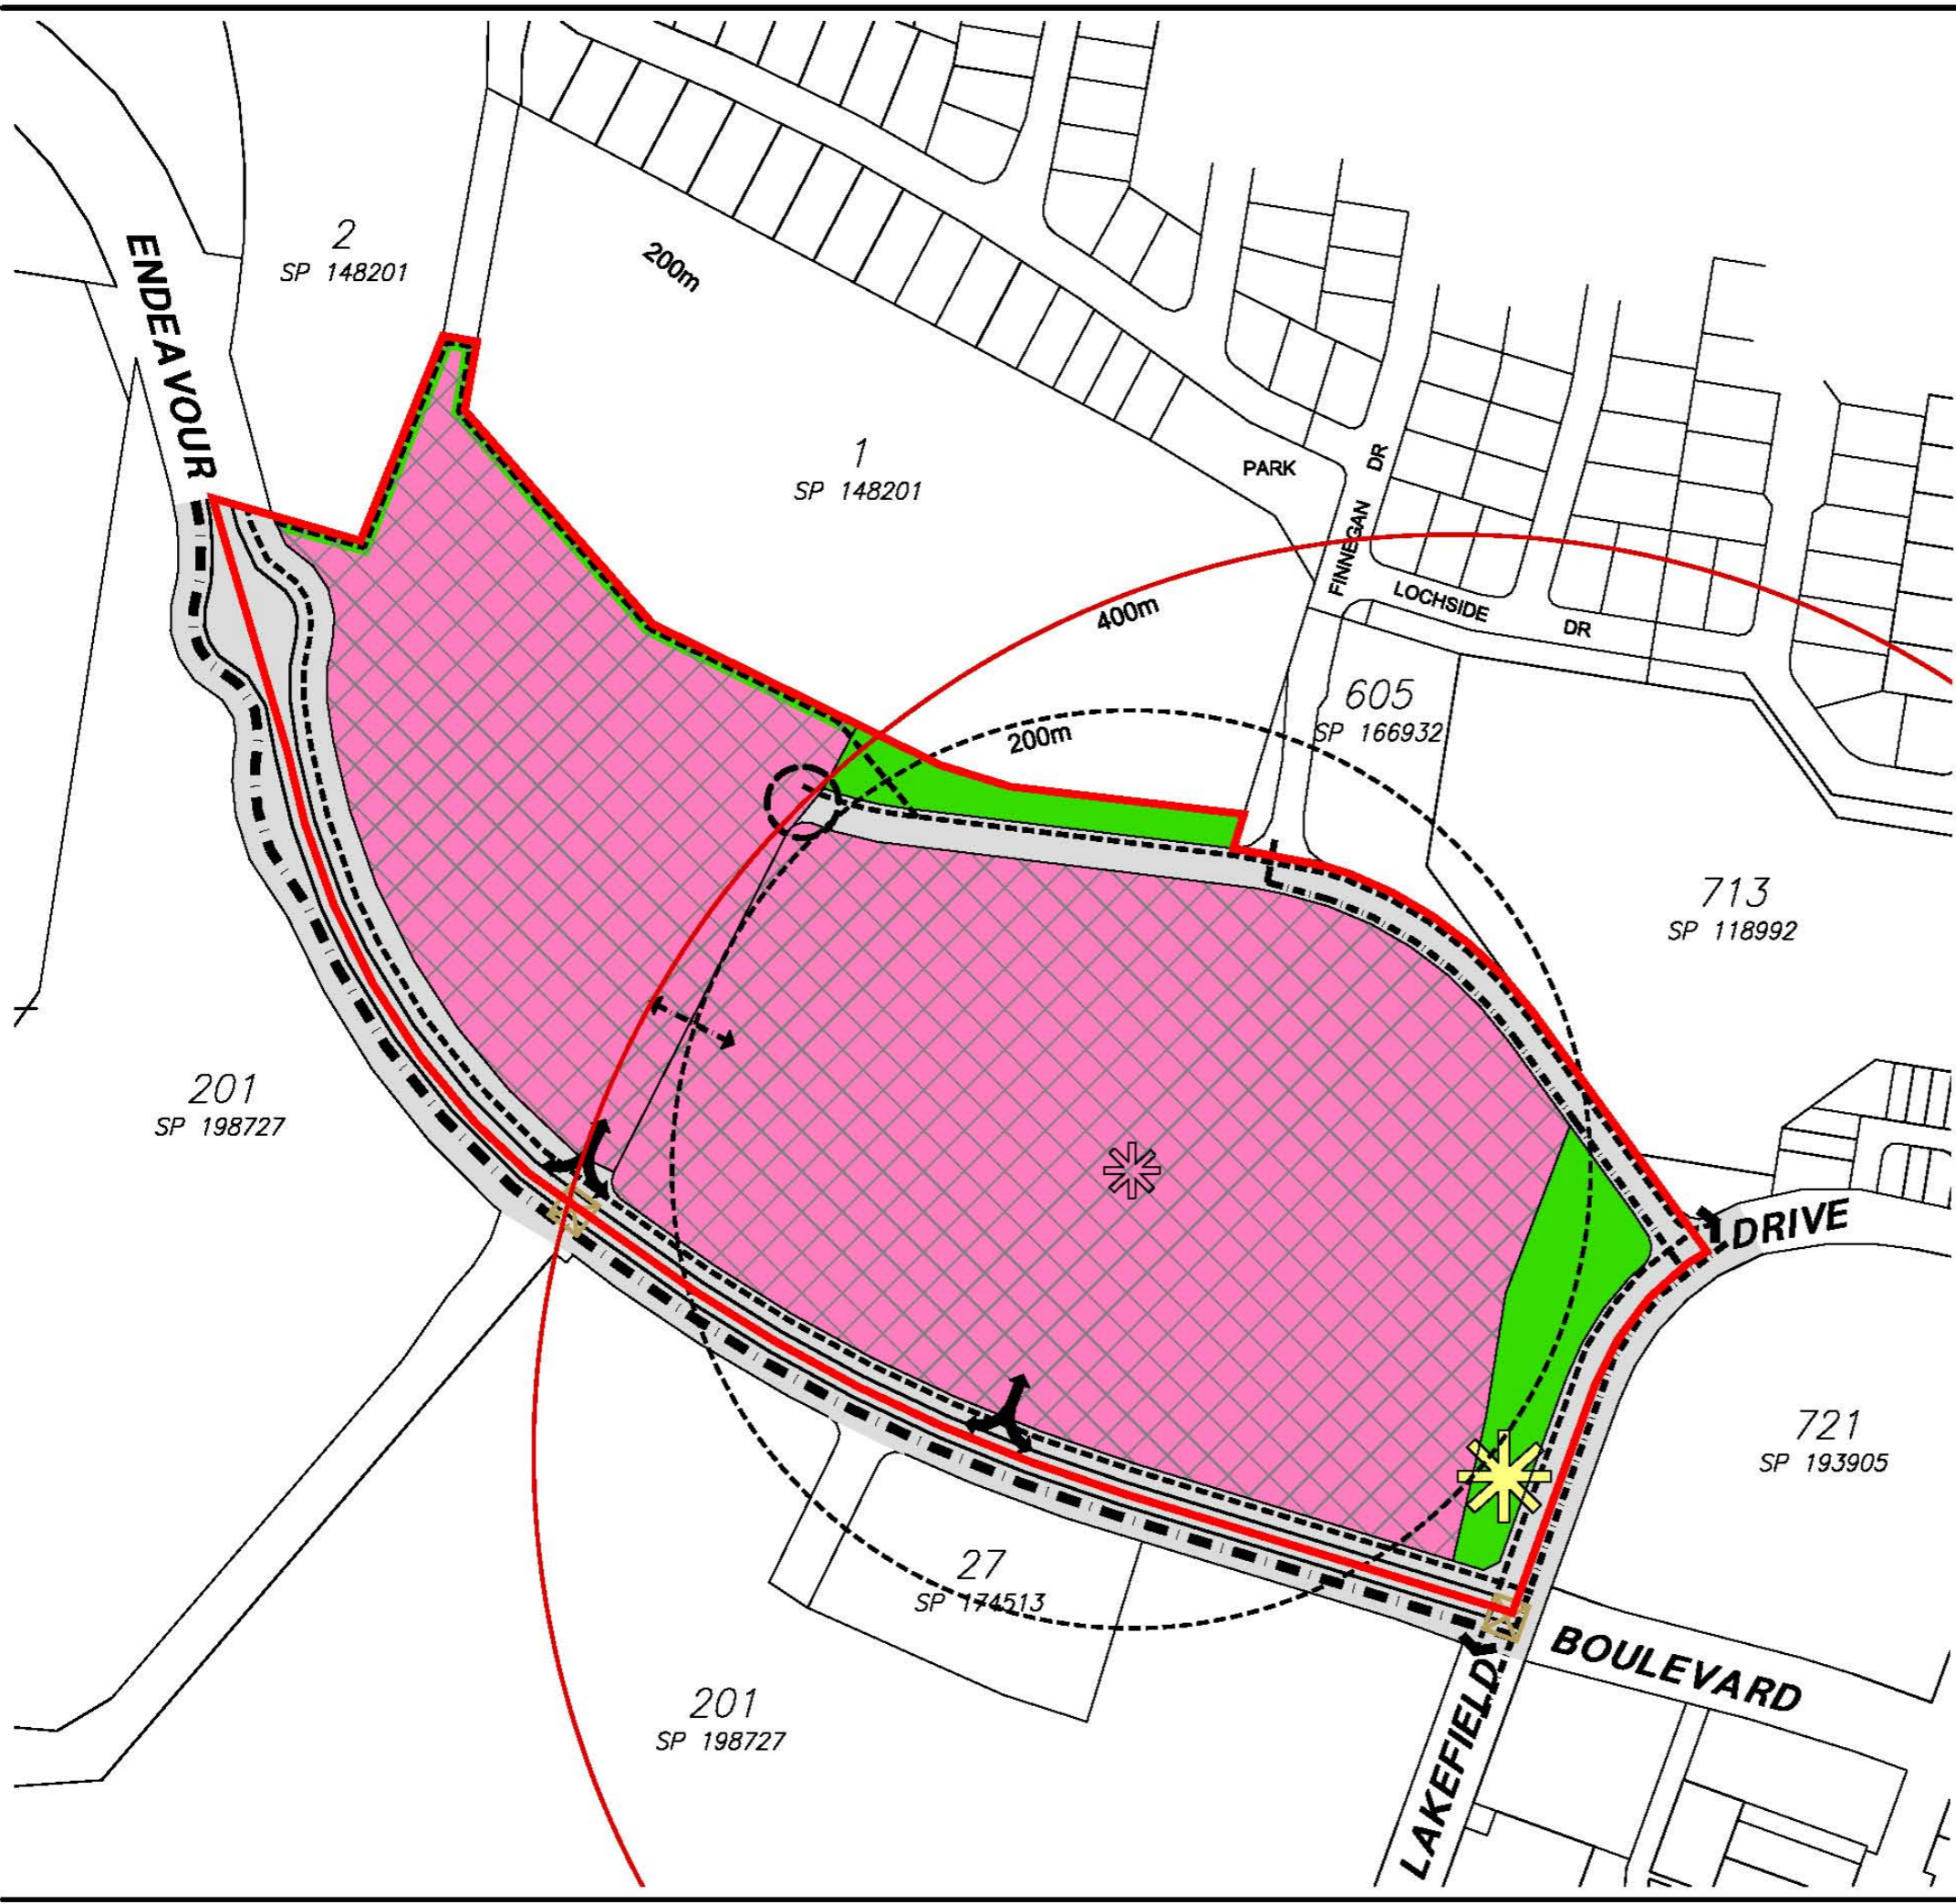 2
SP 148201
ENDEAVOUR
200m
1
SP 148201
PARK
FINNEGAN DR
LOCHSIDE DR
400m
200m
605
SP 166932
713
SP 118992
201
SP 198727
DRIVE
721
SP 193905
27
SP 174513
BOULEVARD
201
SP 198727
LAKEFIELD